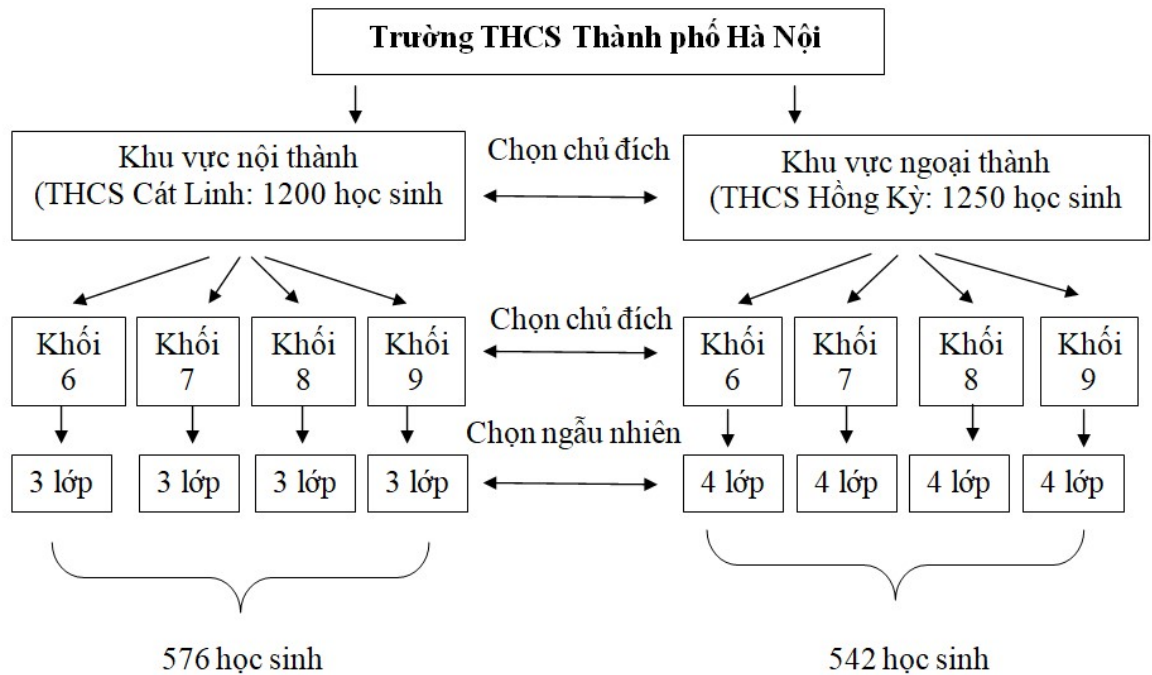 Trường THCS Thành phố Hà Nội
Khu vực nội thành
(THCS Cát Linh: 1200 học sinh
Chọn chủ đích
Khu vực ngoại thành
(THCS Hồng Kỳ: 1250 học sinh
Khối
6
Khối
7
Khối
8
Khối
9
Chọn chủ đích
Khối
6
Khối
7
Khối
8
Khối
9
Chọn ngẫu nhiên
3 lớp
3 lớp
3 lớp
3 lớp
4 lớp
4 lớp
4 lớp
4 lớp
576 học sinh
542 học sinh